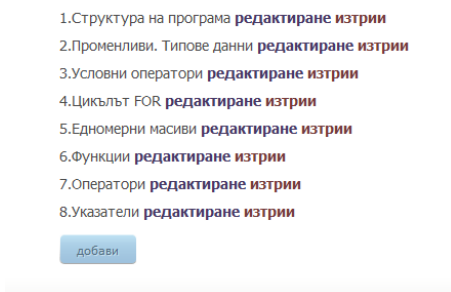 1.Структура на програма редактиране изтрии
2.Променливи. Типове данни редактиране изтрии
3.Условни оператори редактиране изтрии
4.Цикълът FOR редактиране изтрии
5.Едномерни масиви редактиране изтрии
6.Функции редактиране изтрии
7.Оператори редактиране изтрии
8.Указатели редактиране изтрии
добави